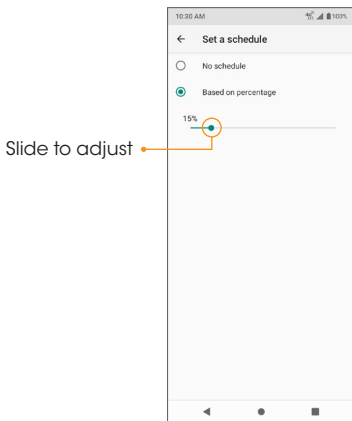 10:30 AM 103%
Set a schedule
No schedule
Based on percentage
15%
Slide to adjust